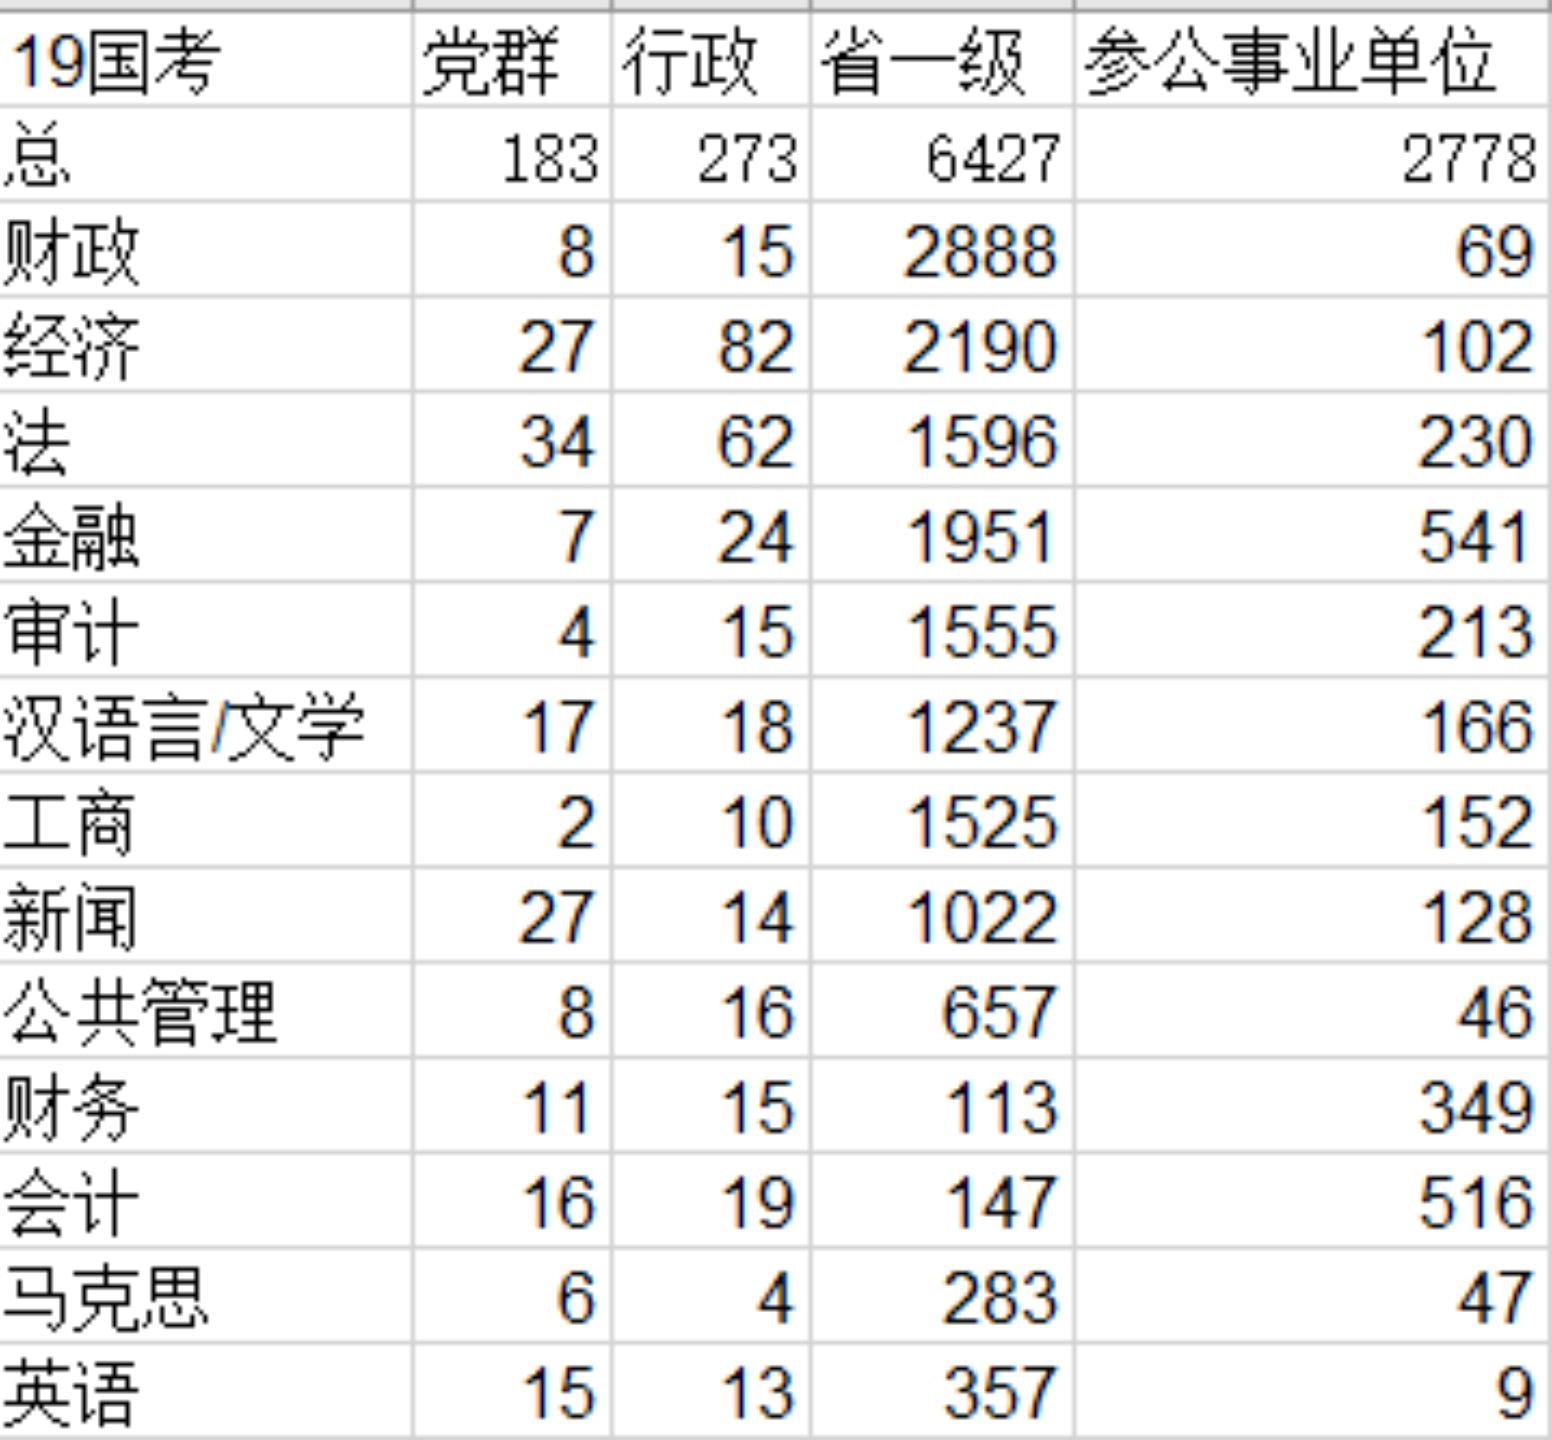 19国考 党群 行政 省一级 参公事业单位
总 183 273 6427 2778
财政 8 15 2888 69
经济 27 82 2190 102
法 34 62 1596 230
金融 7 24 1951 541
审计 4 15 1555 213
汉语言/文学 17 18 1237 166
工商 2 10 1525 152
新闻 27 14 1022 128
公共管理 8 16 657 46
财务 11 15 113 349
会计 16 19 147 516
马克思 6 4 283 47
英语 15 13 357 9